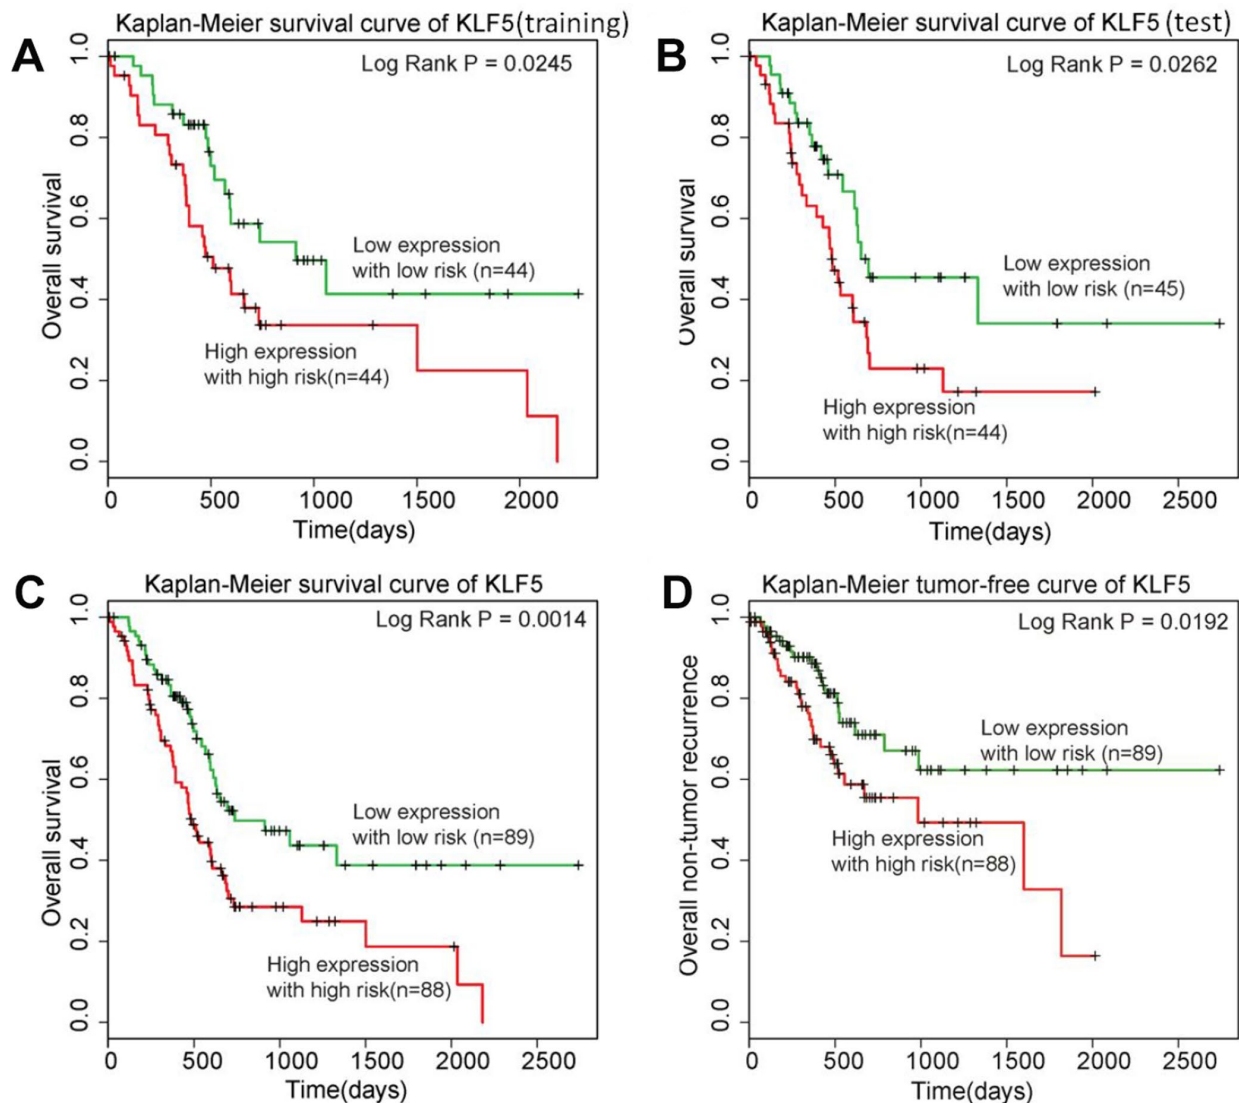 A
Kaplan-Meier survival curve of KLF5(training)
Log Rank P = 0.0245
Overall survival
0.0 0.2 0.4 0.6 0.8 1.0
Low expression
with low risk (n=44)
High expression
with high risk(n=44)
0 500 1000 1500 2000
Time(days)
B
Kaplan-Meier survival curve of KLF5 (test)
Log Rank P = 0.0262
Overall survival
0.0 0.2 0.4 0.6 0.8 1.0
Low expression
with low risk (n=45)
High expression
with high risk(n=44)
0 500 1000 1500 2000 2500
Time(days)
C
Kaplan-Meier survival curve of KLF5
Log Rank P = 0.0014
Overall survival
0.0 0.2 0.4 0.6 0.8 1.0
Low expression
with low risk (n=89)
High expression
with high risk(n=88)
0 500 1000 1500 2000 2500
Time(days)
D
Kaplan-Meier tumor-free curve of KLF5
Log Rank P = 0.0192
Overall non-tumor recurrence
0.0 0.2 0.4 0.6 0.8 1.0
Low expression
with low risk (n=89)
High expression
with high risk(n=88)
0 500 1000 1500 2000 2500
Time(days)